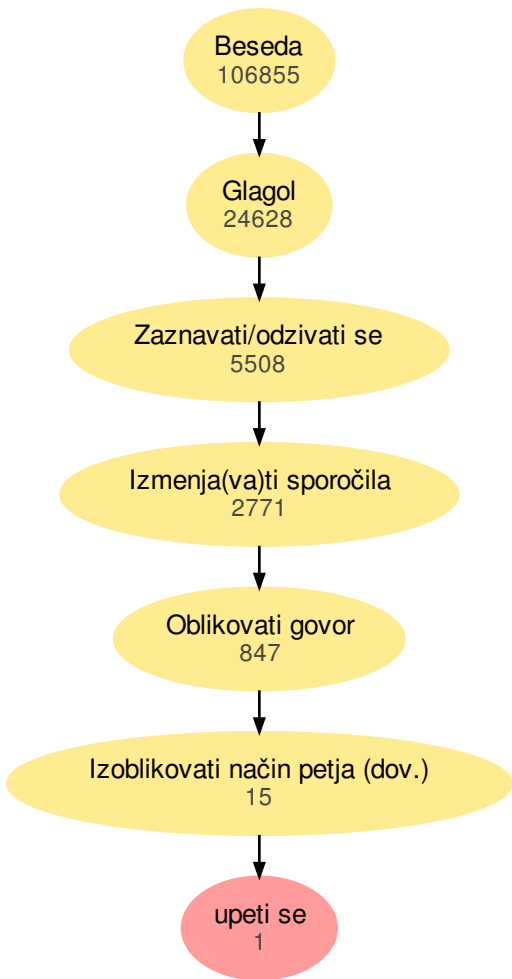 Beseda
106855
Glagol
24628
Zaznavati/odzivati se
5508
Izmenja(va)ti sporočila
2771
Oblikovati govor
847
Izoblikovati način petja (dov.)
15
upeti se
1